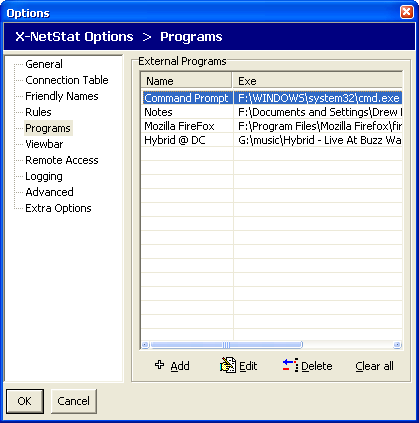 Options
X-NetStat Options > Programs
General
Connection Table
Friendly Names
Rules
Programs
Viewbar
Remote Access
Logging
Advanced
Extra Options
External Programs
Name Exe
Command Prompt F:\WINDOWS\system32\cmd.exe
Notes F:\Documents and Settings\Drew
Mozilla FireFox F:\Program Files\Mozilla Firefox\fir
Hybrid @ DC G:\music\Hybrid - Live At Buzz Wa
Add Edit Delete Clear all
OK Cancel